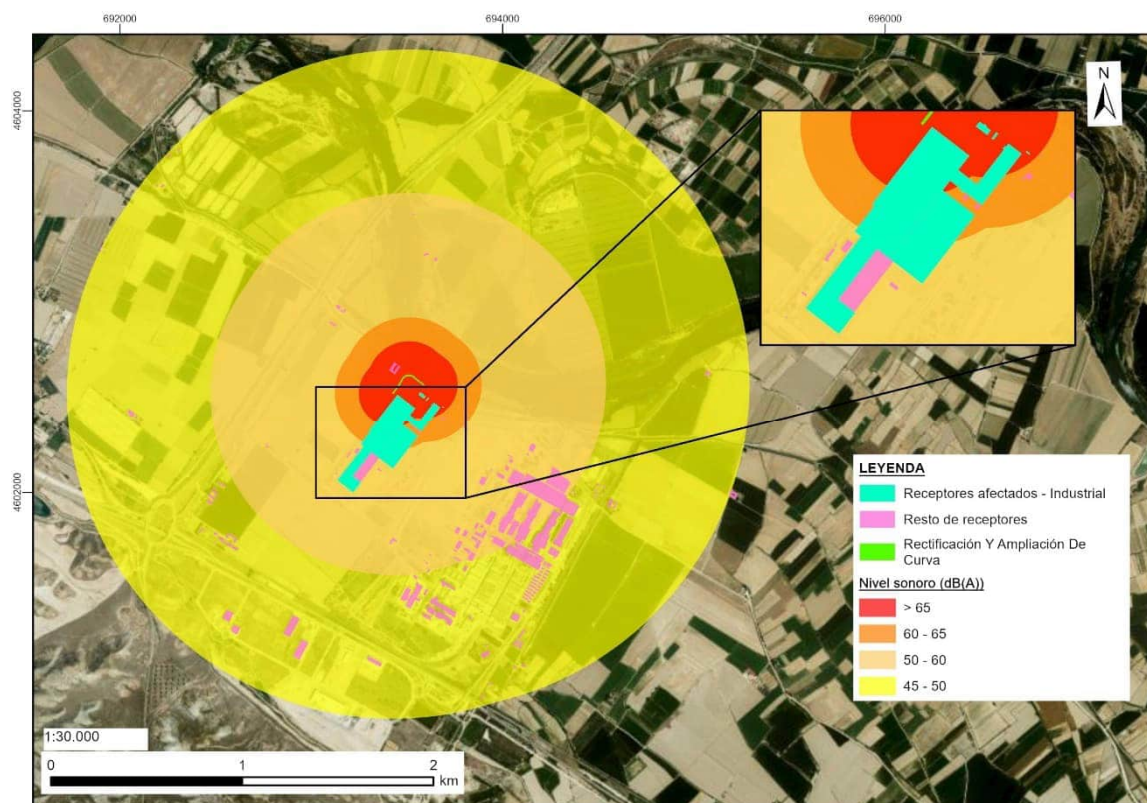 692000
694000
696000
4604000
4602000
N
LEYENDA
Receptores afectados - Industrial
Resto de receptores
Rectificación Y Ampliación De
Curva
Nivel sonoro (dB(A))
> 65
60 - 65
50 - 60
45 - 50
1:30.000
0 1 2
km